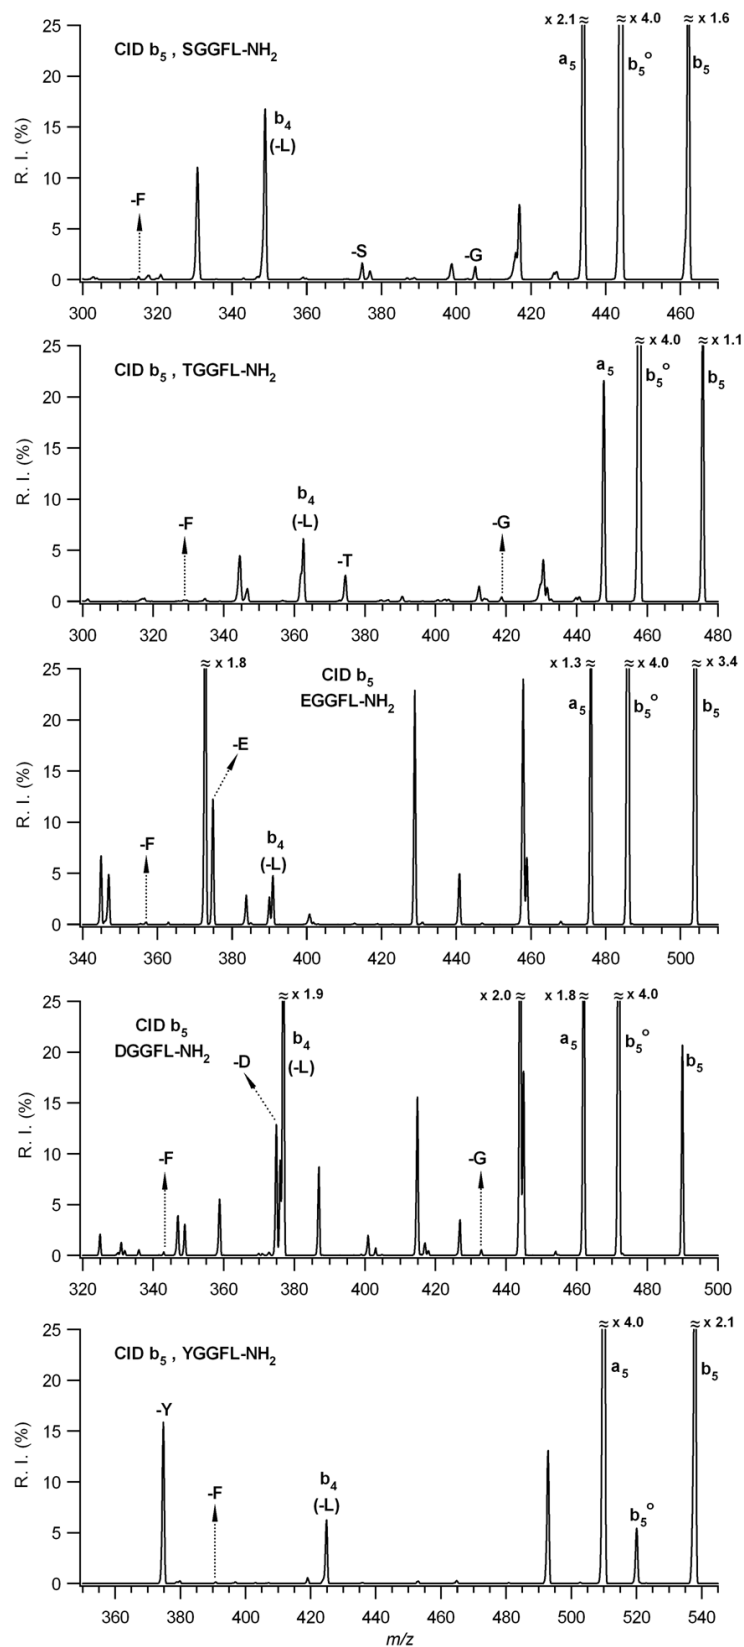 CID b5 , SGGFL-NH2
R. I. (%)
25
20
15
10
5
0
-F
b4
(-L)
-S
-G
x 2.1 ≈
≈ x 4.0
≈ x 1.6
a5
b5o
b5
300 320 340 360 380 400 420 440 460
CID b5 , TGGFL-NH2
R. I. (%)
25
20
15
10
5
0
-F
b4
(-L)
-T
-G
≈ x 4.0
≈ x 1.1
a5
b5o
b5
300 320 340 360 380 400 420 440 460 480
≈ x 1.8
CID b5
EGGFL-NH2
R. I. (%)
25
20
15
10
5
0
-F
-E
b4
(-L)
x 1.3 ≈
≈ x 4.0
≈ x 3.4
a5
b5o
b5
340 360 380 400 420 440 460 480 500
CID b5
DGGFL-NH2
R. I. (%)
25
20
15
10
5
0
-F
-D
≈ x 1.9
b4
(-L)
-G
x 2.0 ≈
x 1.8 ≈
≈ x 4.0
a5
b5o
b5
320 340 360 380 400 420 440 460 480 500
CID b5 , YGGFL-NH2
R. I. (%)
25
20
15
10
5
0
-Y
-F
b4
(-L)
≈ x 4.0
≈ x 2.1
a5
b5o
b5
360 380 400 420 440 460 480 500 520 540
m/z